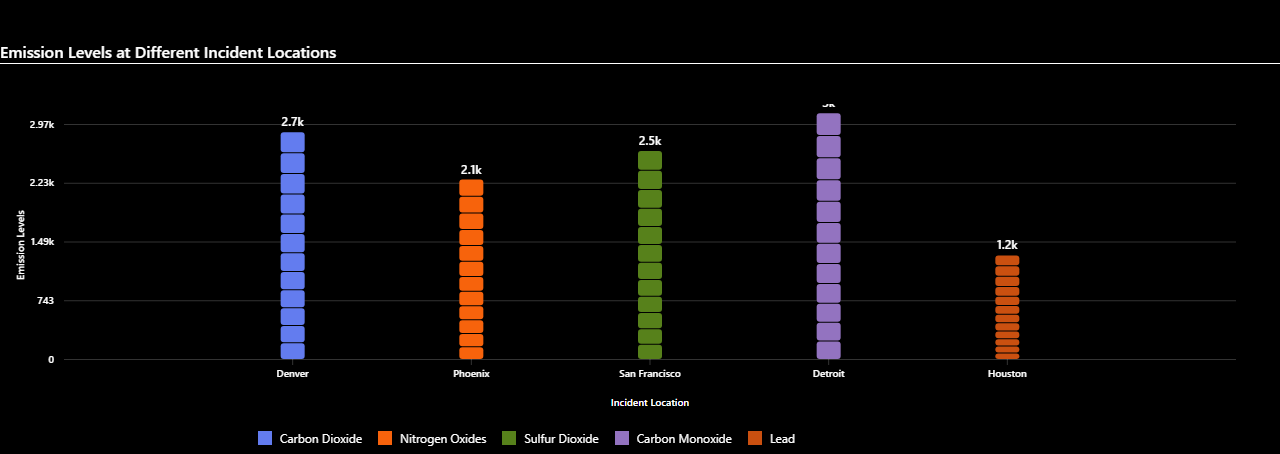 Emission Levels at Different Incident Locations
2.97k
2.23k
1.49k
743
0
Emission Levels
2.7k
2.1k
2.5k
3k
1.2k
Denver
Phoenix
San Francisco
Detroit
Houston
Incident Location
Carbon Dioxide
Nitrogen Oxides
Sulfur Dioxide
Carbon Monoxide
Lead